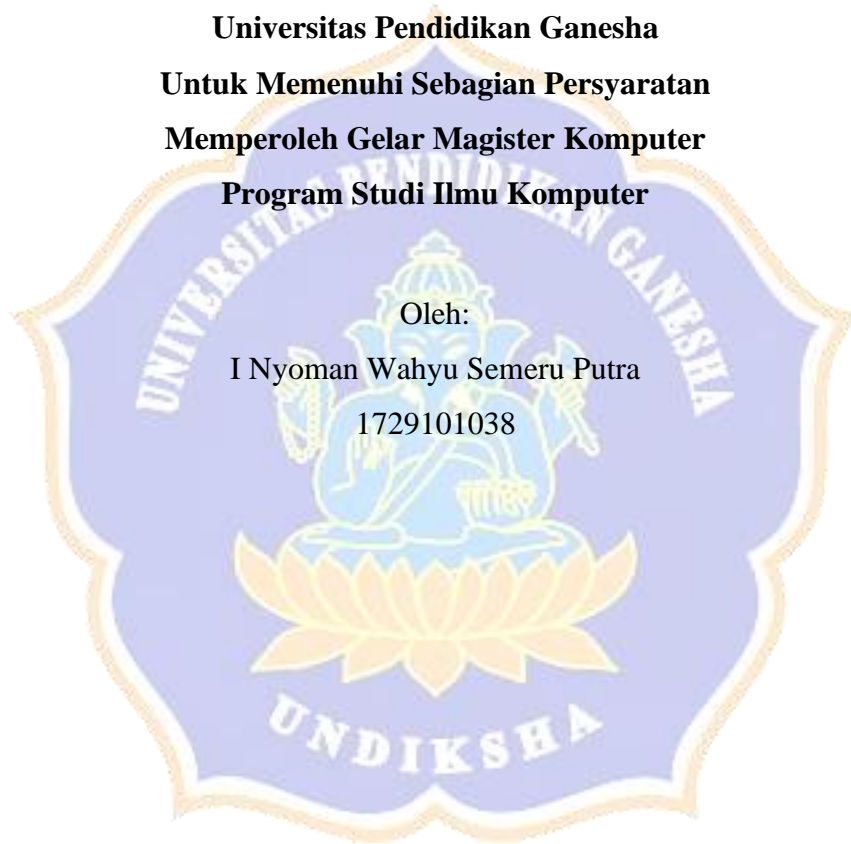 Universitas Pendidikan Ganesha
Untuk Memenuhi Sebagian Persyaratan
Memperoleh Gelar Magister Komputer
Program Studi Ilmu Komputer
UNIVERSITAS PENDIDIKAN GANESHA
Oleh:
I Nyoman Wahyu Semeru Putra
1729101038
UNDIKSHA